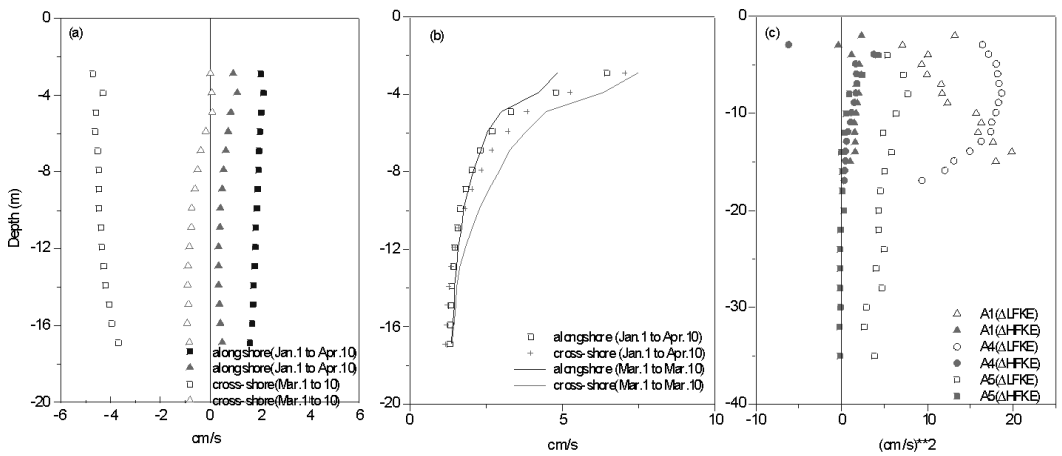 0
(a)
-4
-8
-12
-16
-20
Depth (m)
alongshore(Jan.1 to Apr.10)
alongshore(Jan.1 to Apr.10)
cross-shore(Mar.1 to 10)
cross-shore(Mar.1 to 10)
-6 -4 -2 0 2 4 6
cm/s
0
(b)
-4
-8
-12
-16
-20
alongshore (Jan.1 to Apr.10)
cross-shore (Jan.1 to Apr.10)
alongshore (Mar.1 to Mar.10)
cross-shore (Mar.1 to Mar.10)
0 5 10
cm/s
0
(c)
-10
-20
-30
-40
A1(ΔLFKE)
A1(ΔHFKE)
A4(ΔLFKE)
A4(ΔHFKE)
A5(ΔLFKE)
A5(ΔHFKE)
-10 0 10 20
(cm/s)**2